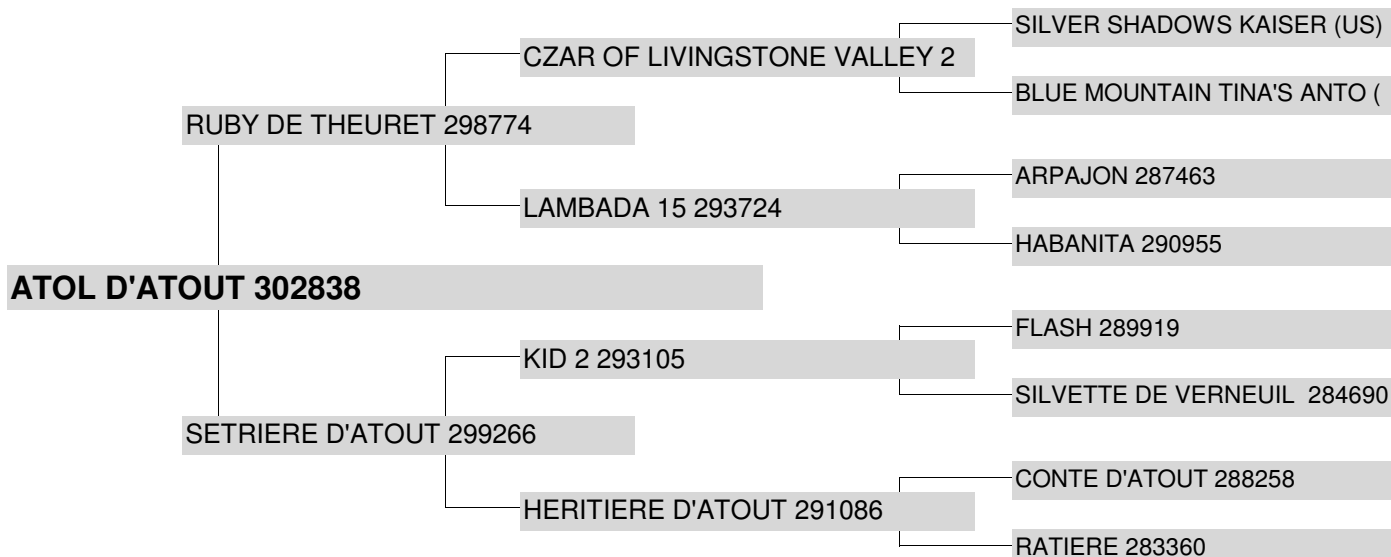 SILVER SHADOWS KAISER (US)
CZAR OF LIVINGSTONE VALLEY 2
BLUE MOUNTAIN TINA'S ANTO (
RUBY DE THEURET 298774
ARPAJON 287463
LAMBADA 15 293724
HABANITA 290955
ATOL D'ATOUT 302838
FLASH 289919
KID 2 293105
SILVETTE DE VERNEUIL 284690
SETRIERE D'ATOUT 299266
CONTE D'ATOUT 288258
HERITIERE D'ATOUT 291086
RATIERE 283360